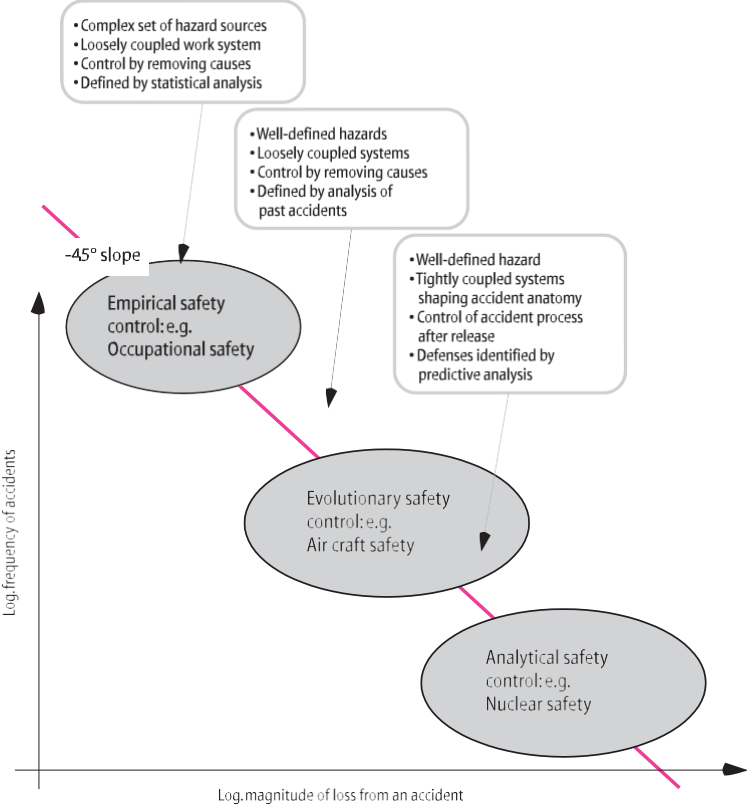 •Complex set of hazard sources
•Loosely coupled work system
•Control by removing causes
•Defined by statistical analysis
•Well-defined hazards
•Loosely coupled systems
•Control by removing causes
•Defined by analysis of
past accidents
•Well-defined hazard
•Tightly coupled systems
shaping accident anatomy
•Control of accident process
after release
•Defenses identified by
predictive analysis
-45° slope
Empirical safety
control: e.g.
Occupational safety
Evolutionary safety
control: e.g.
Air craft safety
Analytical safety
control: e.g.
Nuclear safety
Log. frequency of accidents
Log. magnitude of loss from an accident